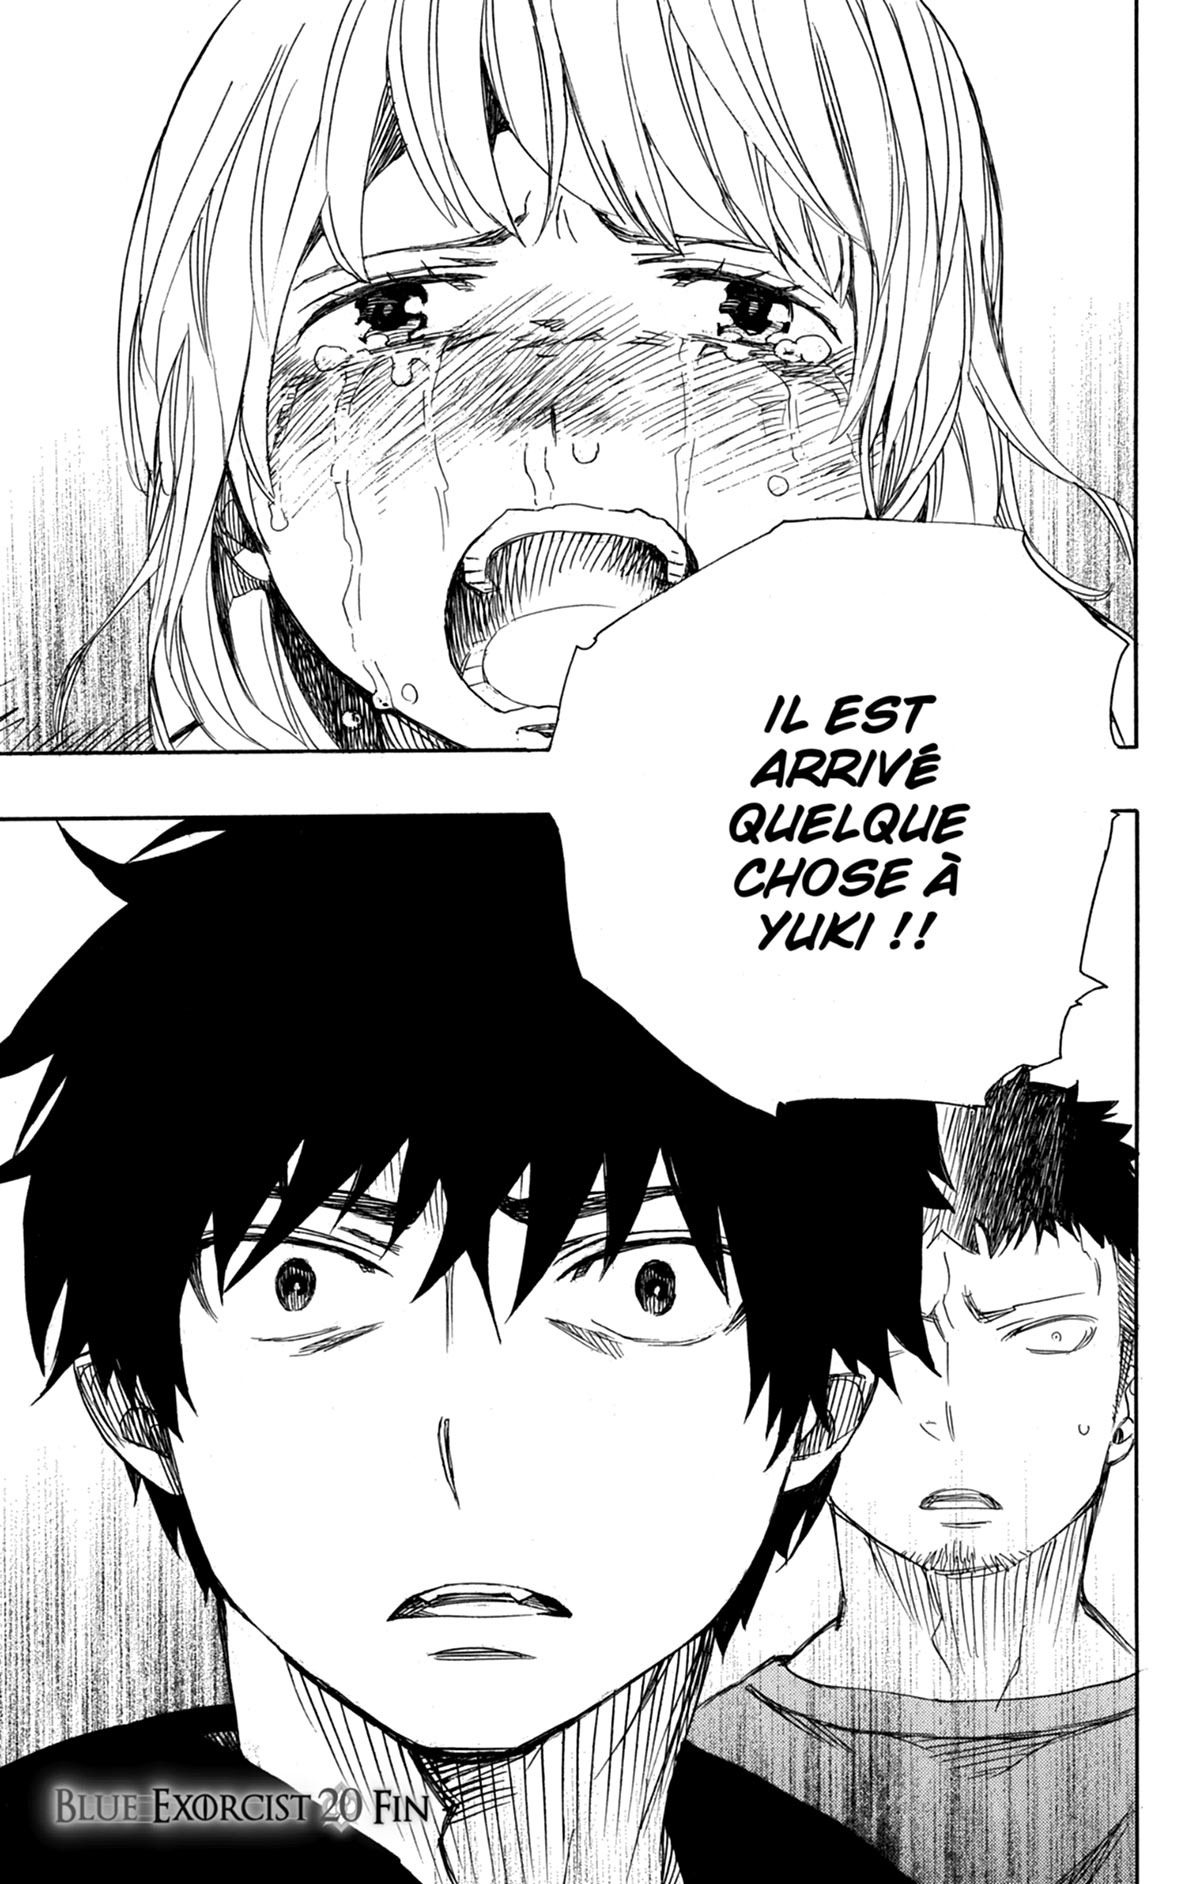 IL EST
ARRIVÉ
QUELQUE
CHOSE À
YUKI !!
BLUE EXORCIST 20 FIN